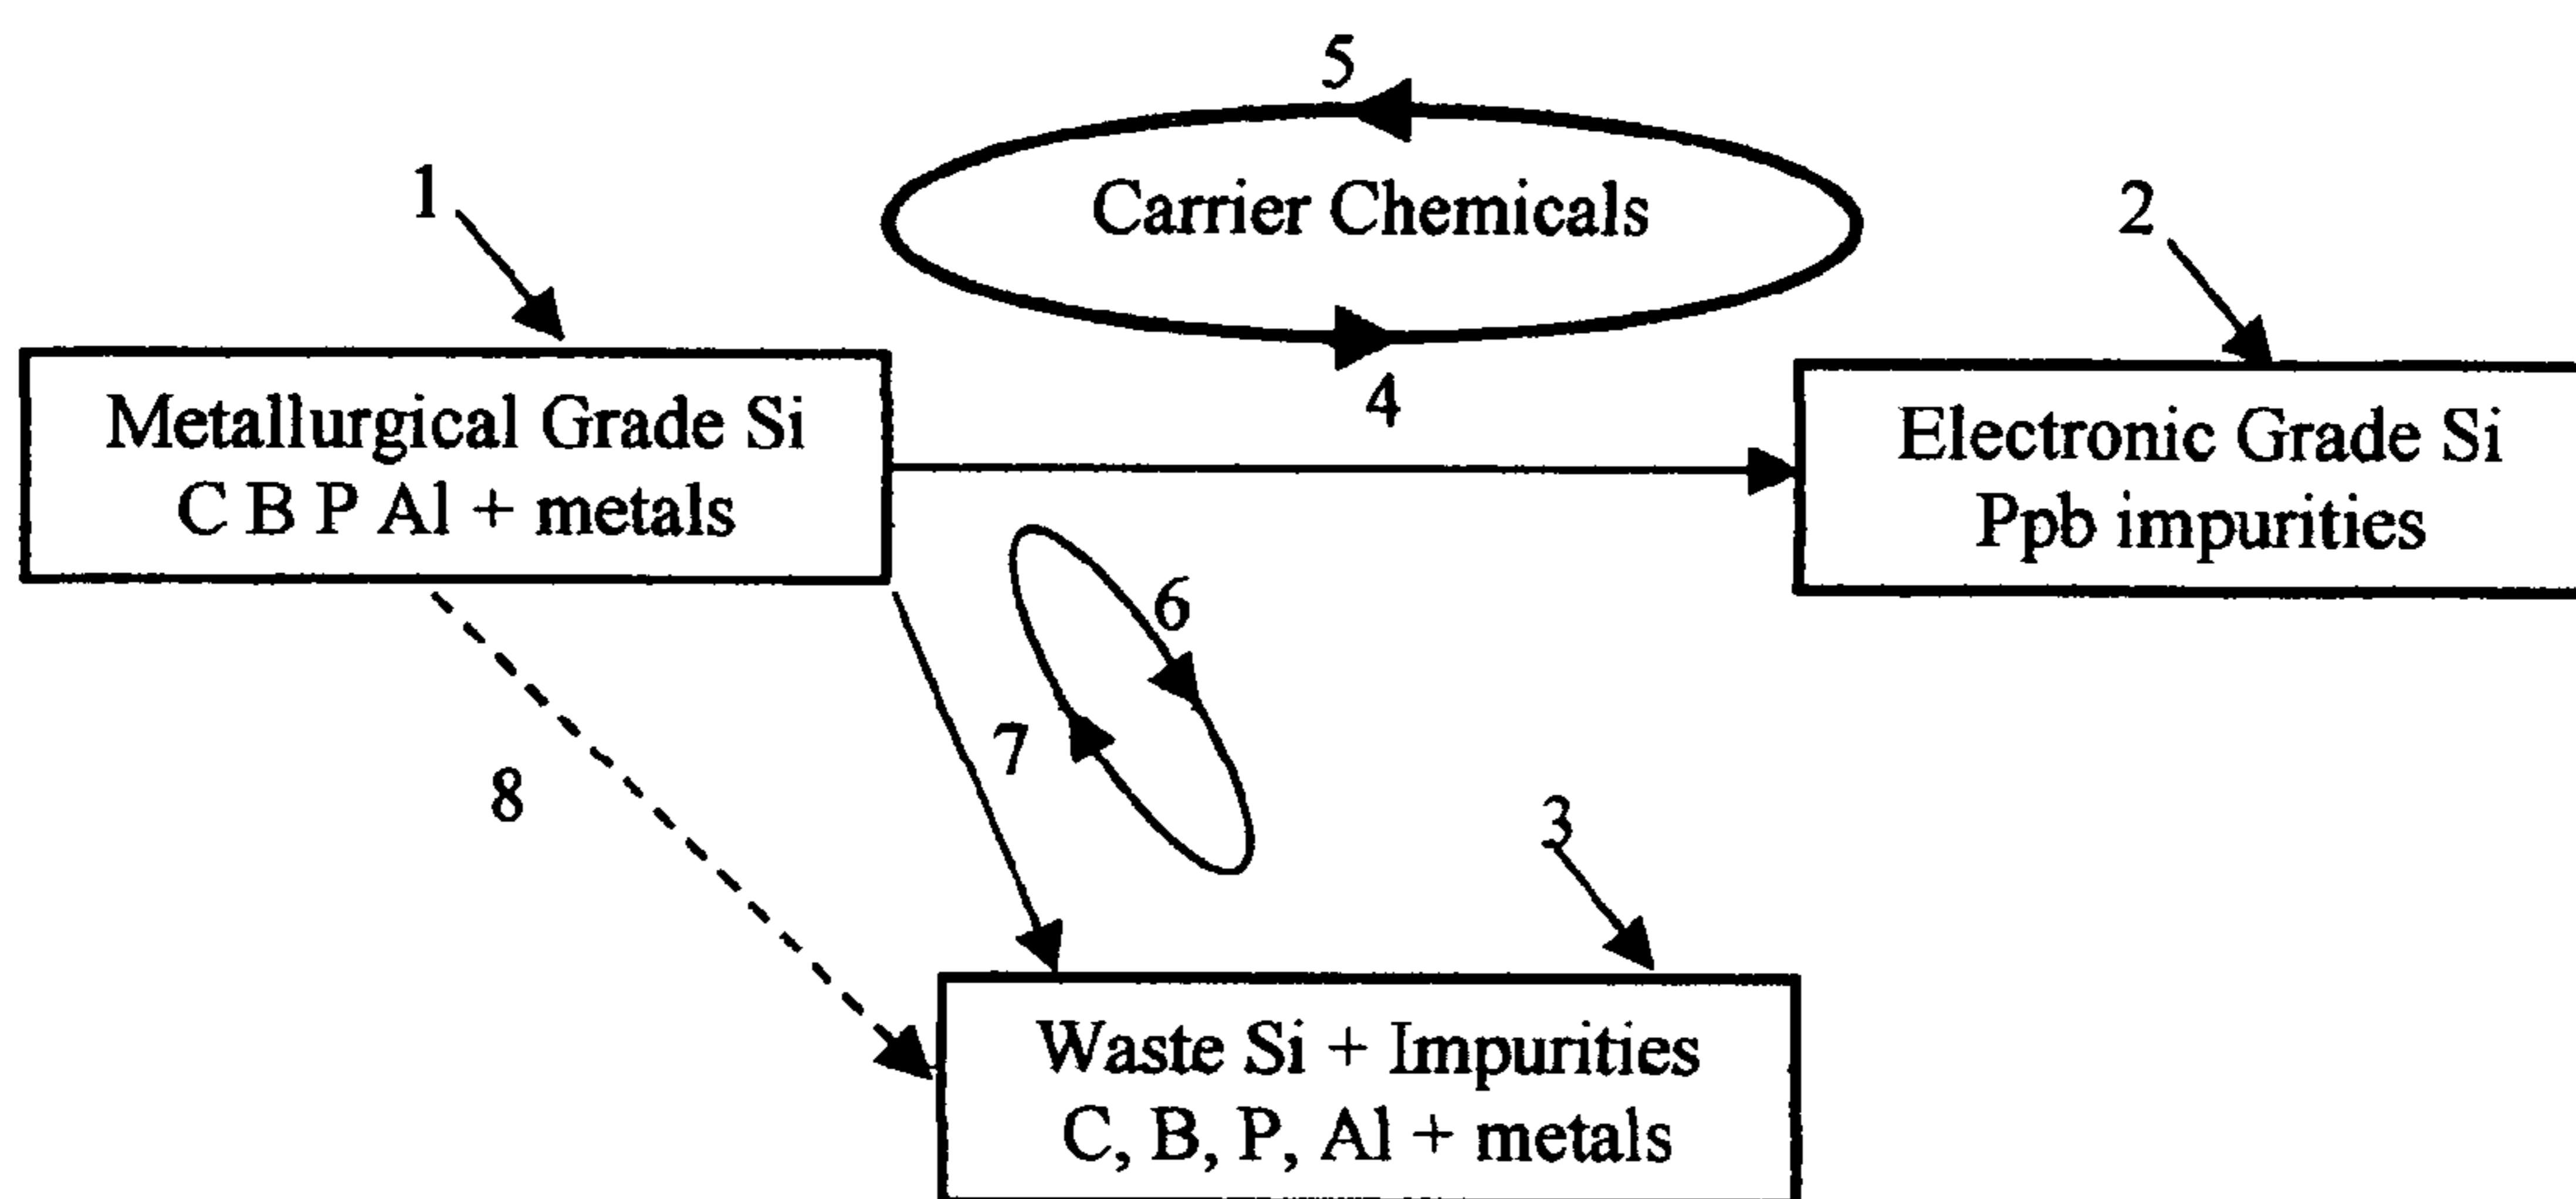 5
1
Carrier Chemicals
2
4
Metallurgical Grade Si
C B P Al + metals
Electronic Grade Si
Ppb impurities
6
7
8
3
Waste Si + Impurities
C, B, P, Al + metals